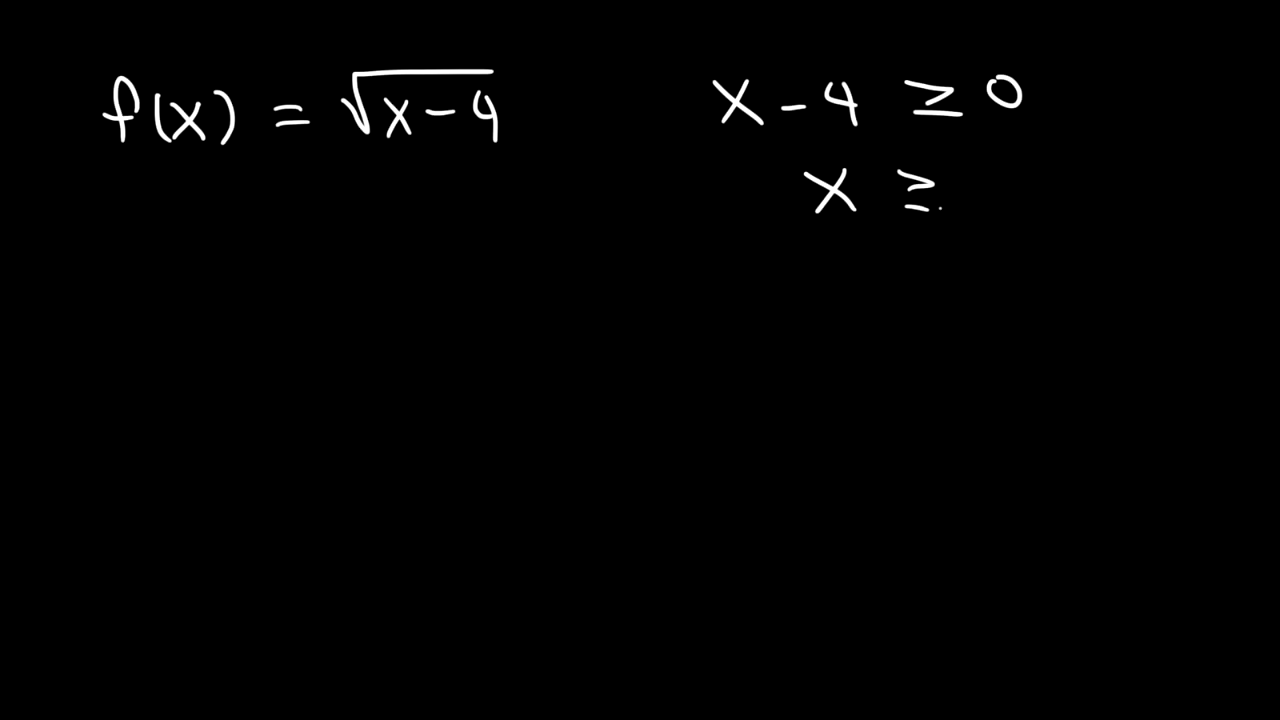 f(x) = √x-4
x-4 ≥ 0
x ≥